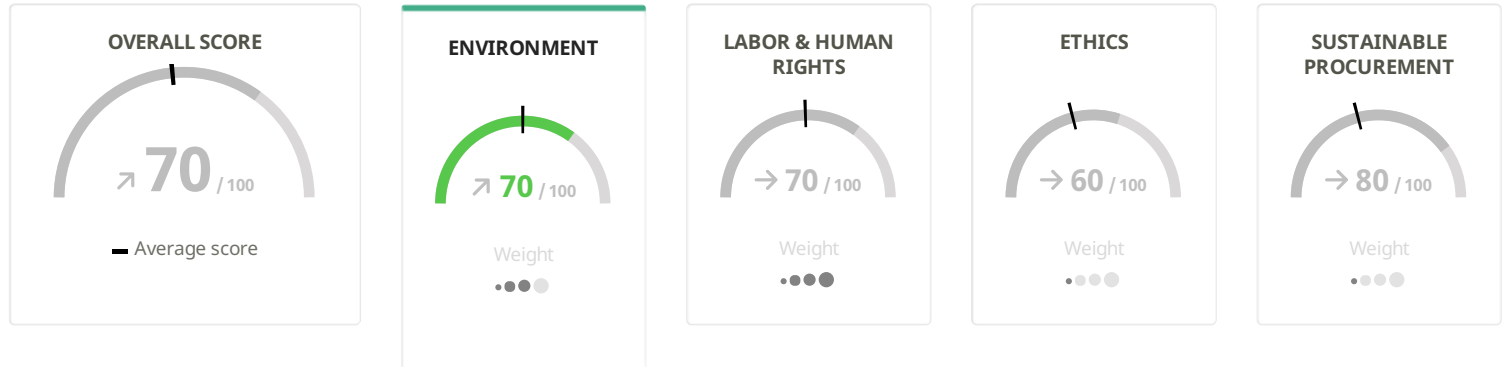 OVERALL SCORE
70 / 100
Average score
ENVIRONMENT
70 / 100
Weight
LABOR & HUMAN
RIGHTS
70 / 100
Weight
ETHICS
60 / 100
Weight
SUSTAINABLE
PROCUREMENT
80 / 100
Weight